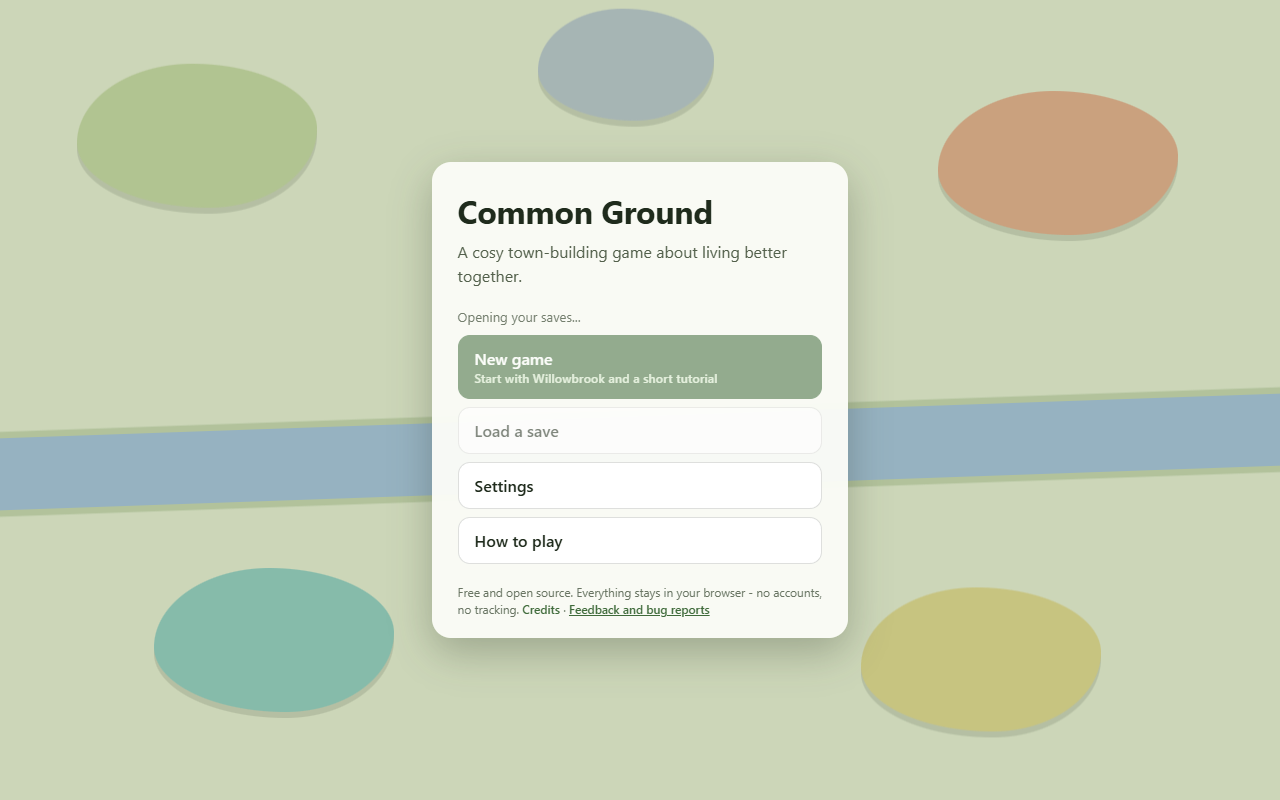 Common Ground
A cosy town-building game about living better
together.
Opening your saves...
New game
Start with Willowbrook and a short tutorial
Load a save
Settings
How to play
Free and open source. Everything stays in your browser - no accounts,
no tracking. Credits · Feedback and bug reports